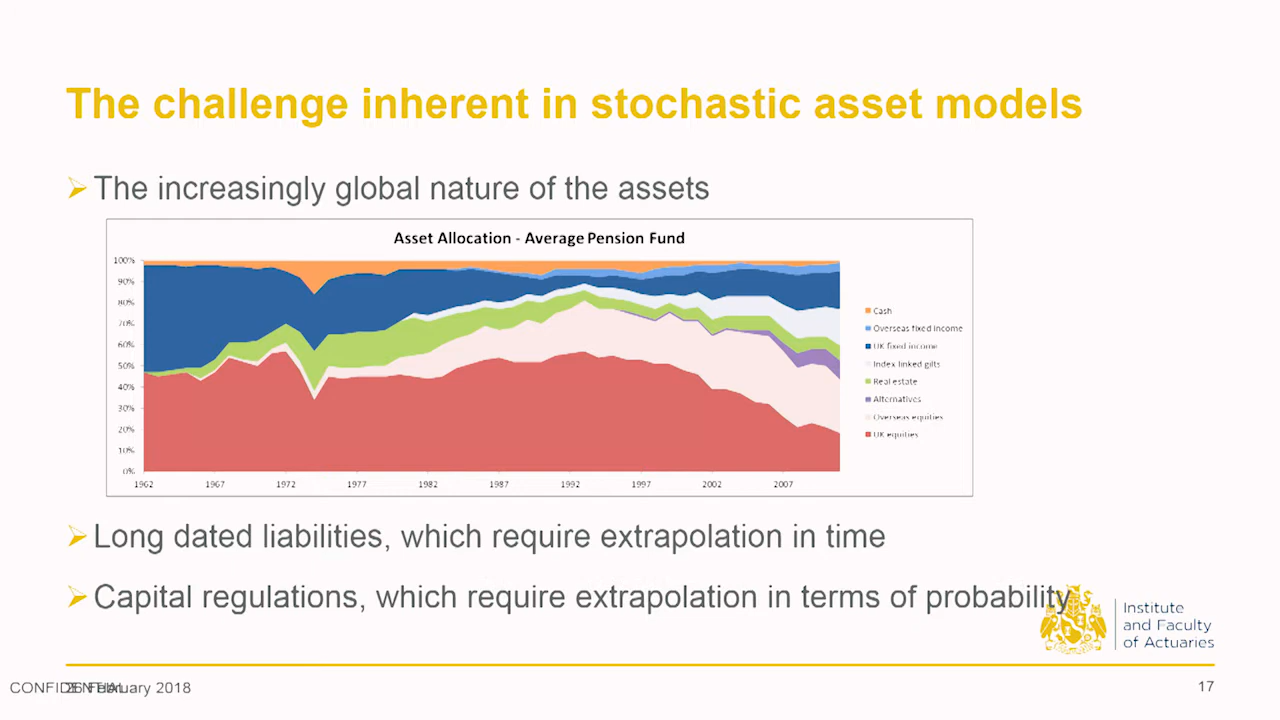 The challenge inherent in stochastic asset models
The increasingly global nature of the assets
Asset Allocation - Average Pension Fund
100%
90%
80%
70%
60%
50%
40%
30%
20%
10%
0%
1962 1967 1972 1977 1982 1987 1992 1997 2002 2007
Cash
Overseas fixed income
UK fixed income
Index linked gilts
Real estate
Alternatives
Overseas equities
UK equities
Long dated liabilities, which require extrapolation in time
Capital regulations, which require extrapolation in terms of probability
Institute
and Faculty
of Actuaries
CONFIDENTIAL
26 February 2018
17